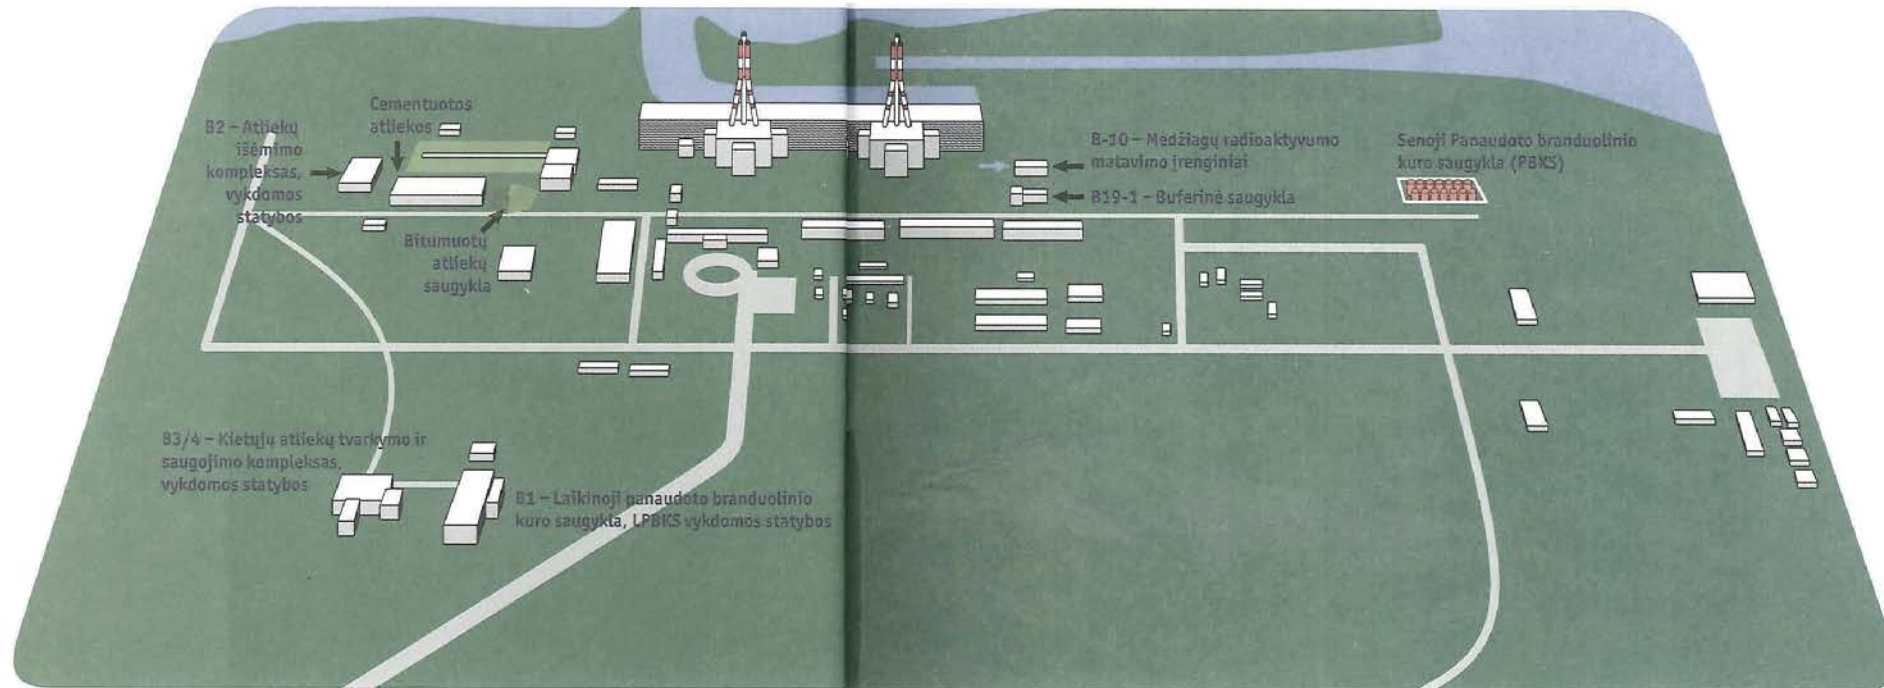 Cementuotos
atliekos
B2 – Atliekų
išėmimo
kompleksas,
vykdomos
statybos
Bitumuotų
atliekų
saugykla
B-10 – Medžiagų radioaktyvumo
matavimo įrenginiai
B19-1 – Buferinė saugykla
Senoji Panaudoto branduolinio
kuro saugykla (PBKS)
B3/4 – Kietųjų atliekų tvarkymo ir
saugojimo kompleksas,
vykdomos statybos
B1 – Laikinoji panaudoto branduolinio
kuro saugykla, LPBKS vykdomos statybos